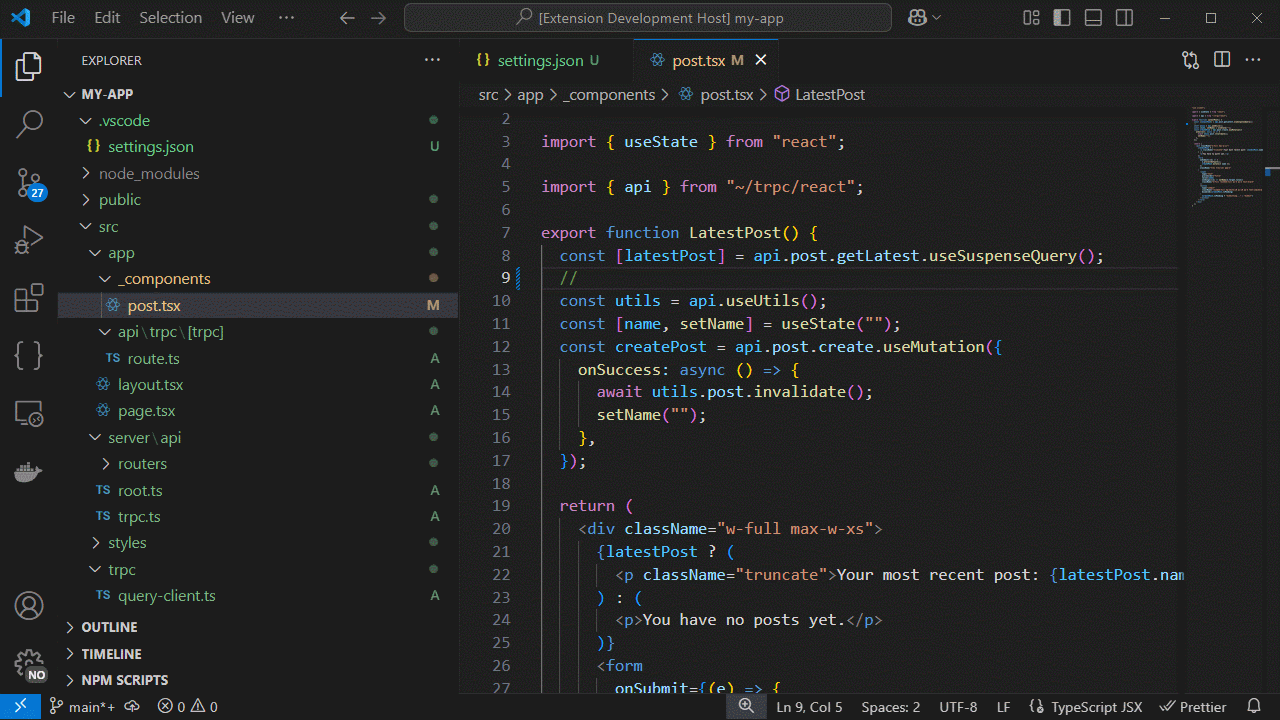 File Edit Selection View ··· [Extension Development Host] my-app
EXPLORER ···
MY-APP
.vscode
{} settings.json U
node_modules
public
src
app
_components
post.tsx M
api\trpc\[trpc]
TS route.ts A
layout.tsx A
page.tsx A
server\api
routers
TS root.ts A
TS trpc.ts A
styles
trpc
TS query-client.ts A
OUTLINE
TIMELINE
NPM SCRIPTS
27
NO
{} settings.json U post.tsx M ···
src > app > _components > post.tsx > LatestPost
2
3 import { useState } from "react";
4
5 import { api } from "~/trpc/react";
6
7 export function LatestPost() {
8 const [latestPost] = api.post.getLatest.useSuspenseQuery();
9 //
10 const utils = api.useUtils();
11 const [name, setName] = useState("");
12 const createPost = api.post.create.useMutation({
13 onSuccess: async () => {
14 await utils.post.invalidate();
15 setName("");
16 },
17 });
18
19 return (
20 <div className="w-full max-w-xs">
21 {latestPost ? (
22 <p className="truncate">Your most recent post: {latestPost.nam
23 ) : (
24 <p>You have no posts yet.</p>
25 )}
26 <form
27 onSubmit={(e) => {
main*+ 0 0 Ln 9, Col 5 Spaces: 2 UTF-8 LF {} TypeScript JSX Prettier